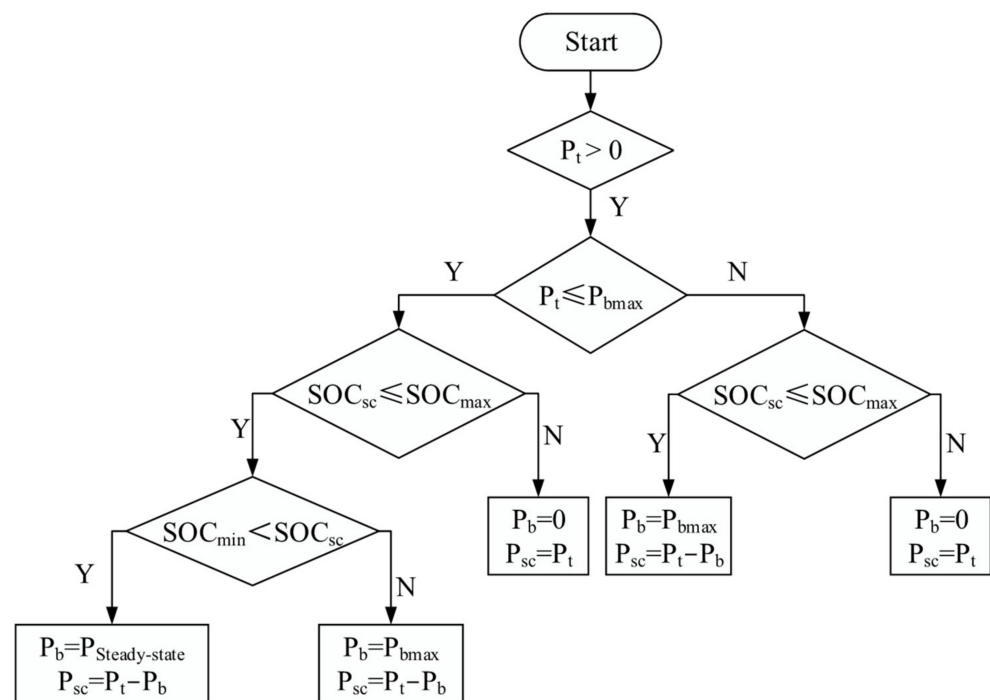 Start
Pt > 0
Y
Y
N
Pt⩽Pbmax
SOCsc⩽SOCmax
SOCsc⩽SOCmax
Y
N
Y
N
Pb=0
Psc=Pt−Pb
Pb=Pbmax
Psc=Pt−Pb
Pb=0
Psc=Pt
SOCmin<SOCsc
Y
N
Pb=PSteady-state
Psc=Pt−Pb
Pb=Pbmax
Psc=Pt−Pb